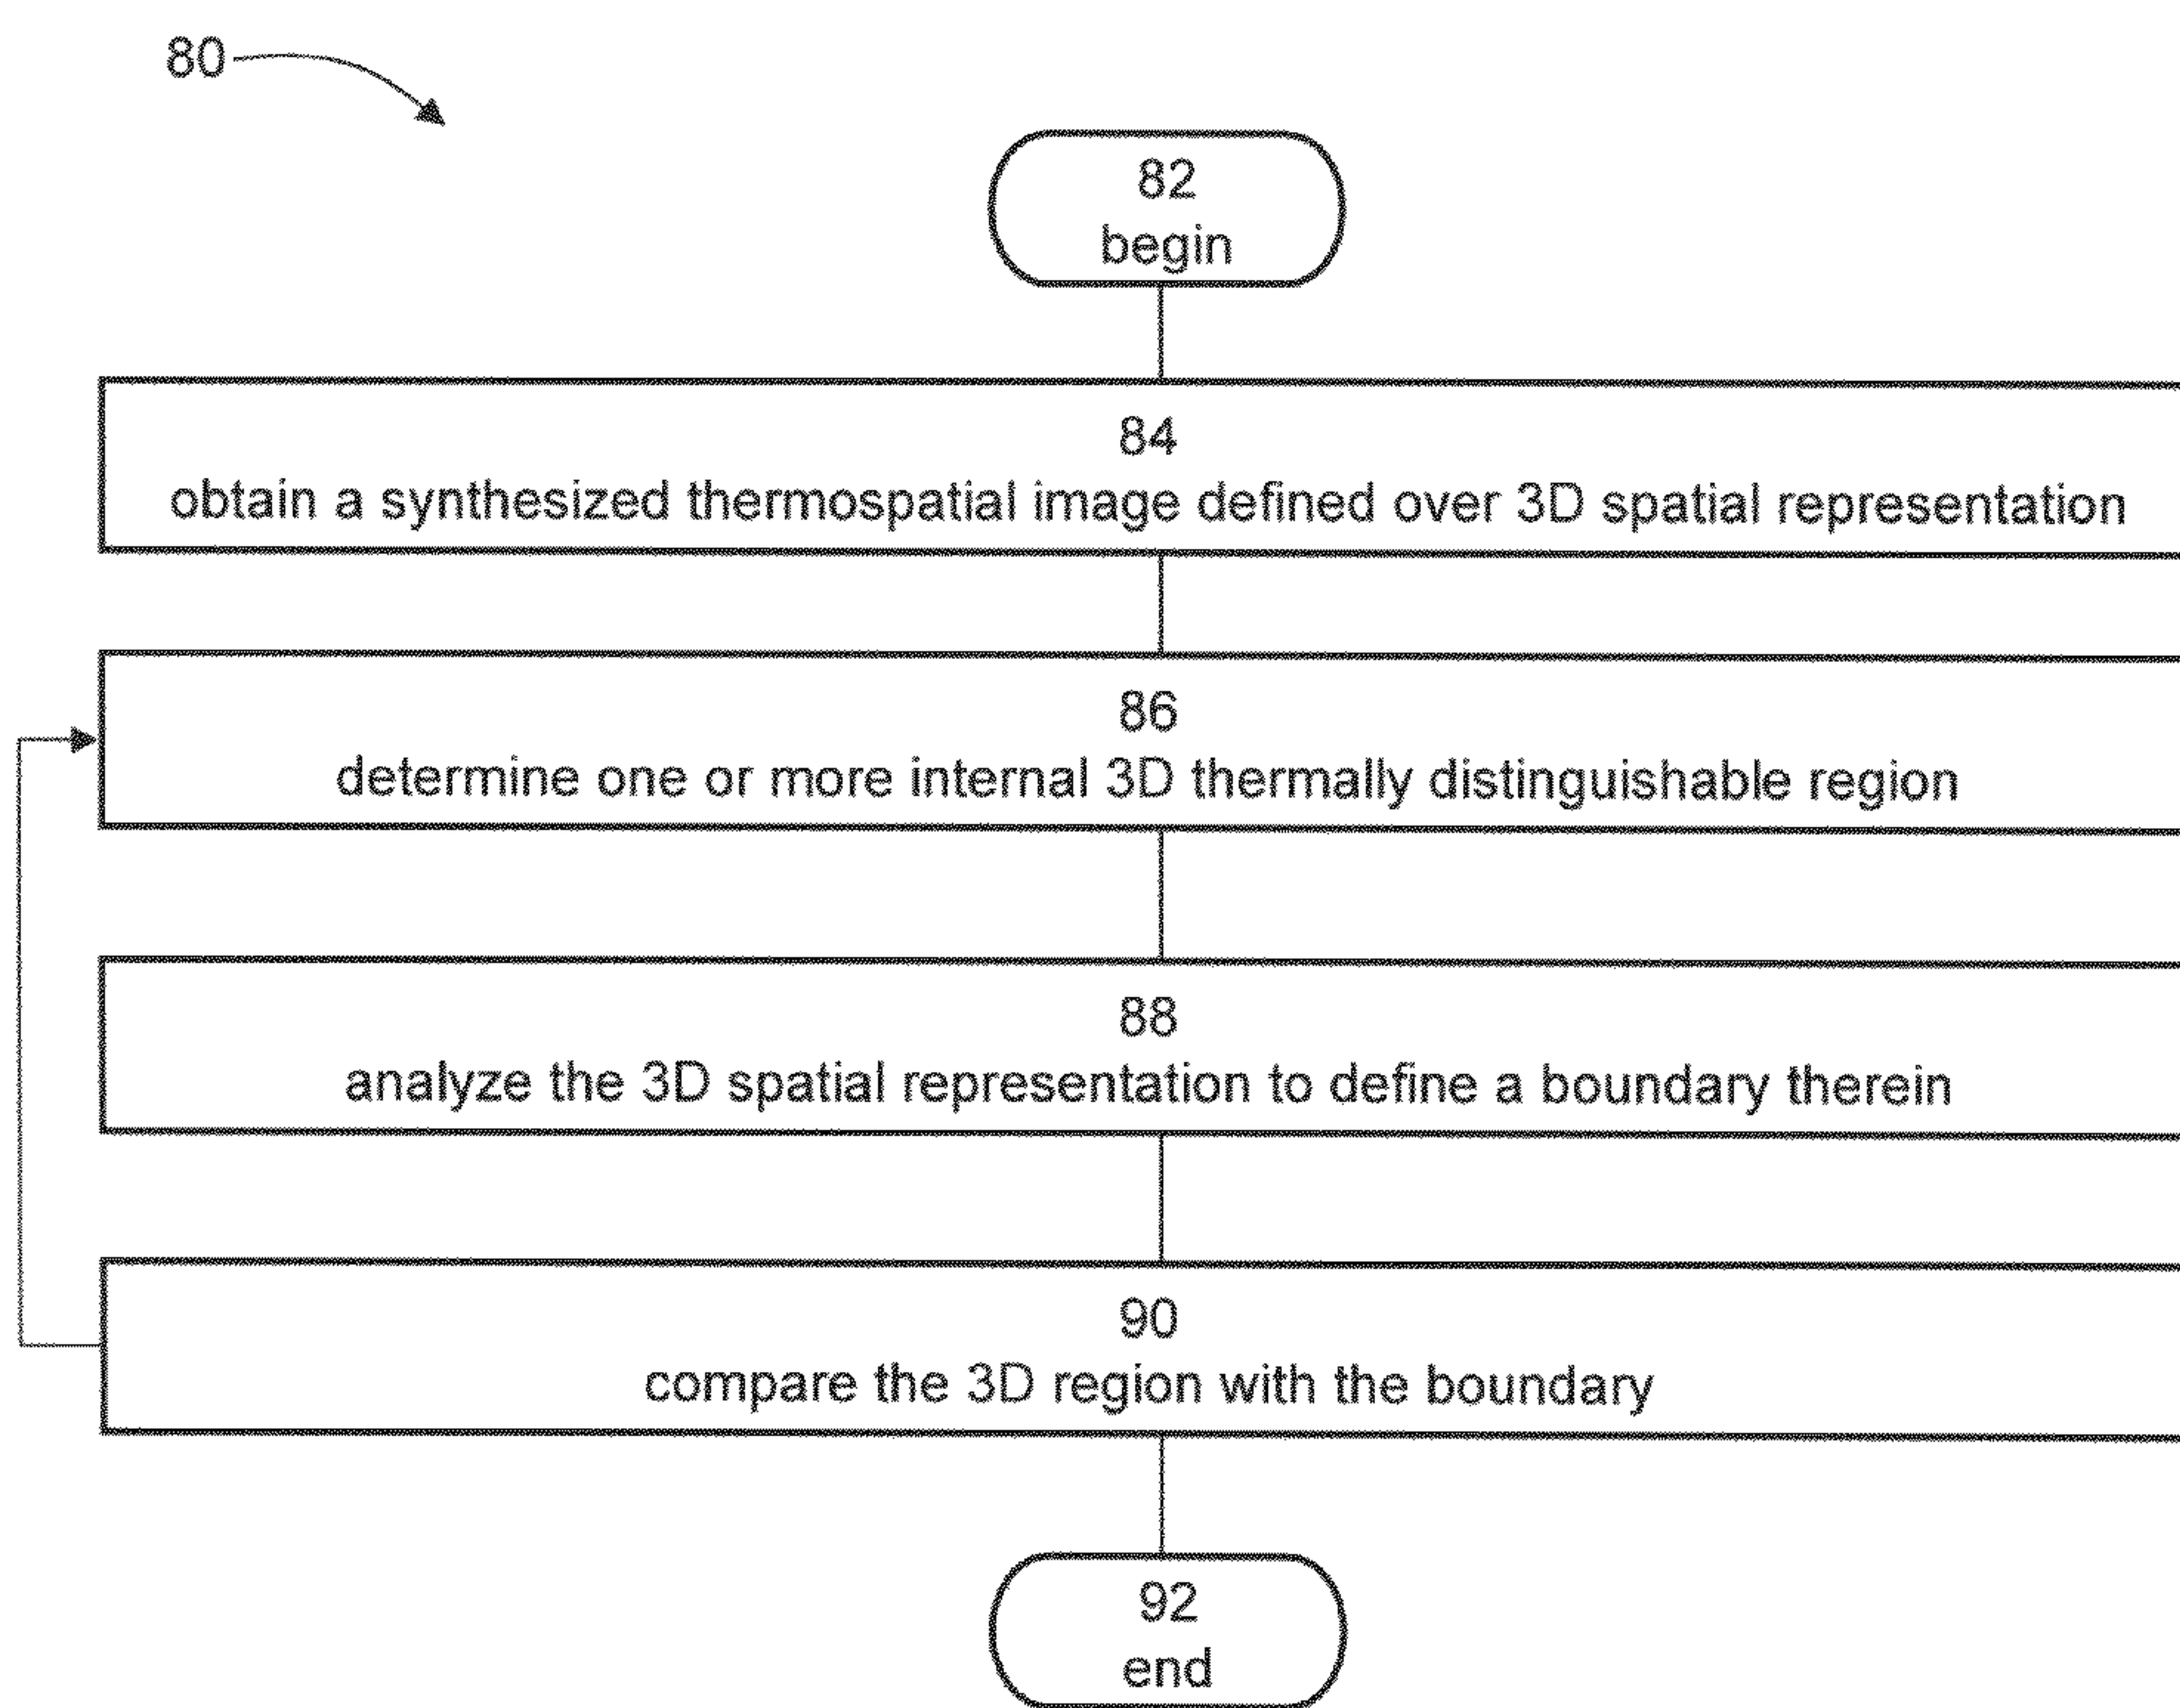 80
82
begin
84
obtain a synthesized thermospatial image defined over 3D spatial representation
86
determine one or more internal 3D thermally distinguishable region
88
analyze the 3D spatial representation to define a boundary therein
90
compare the 3D region with the boundary
92
end